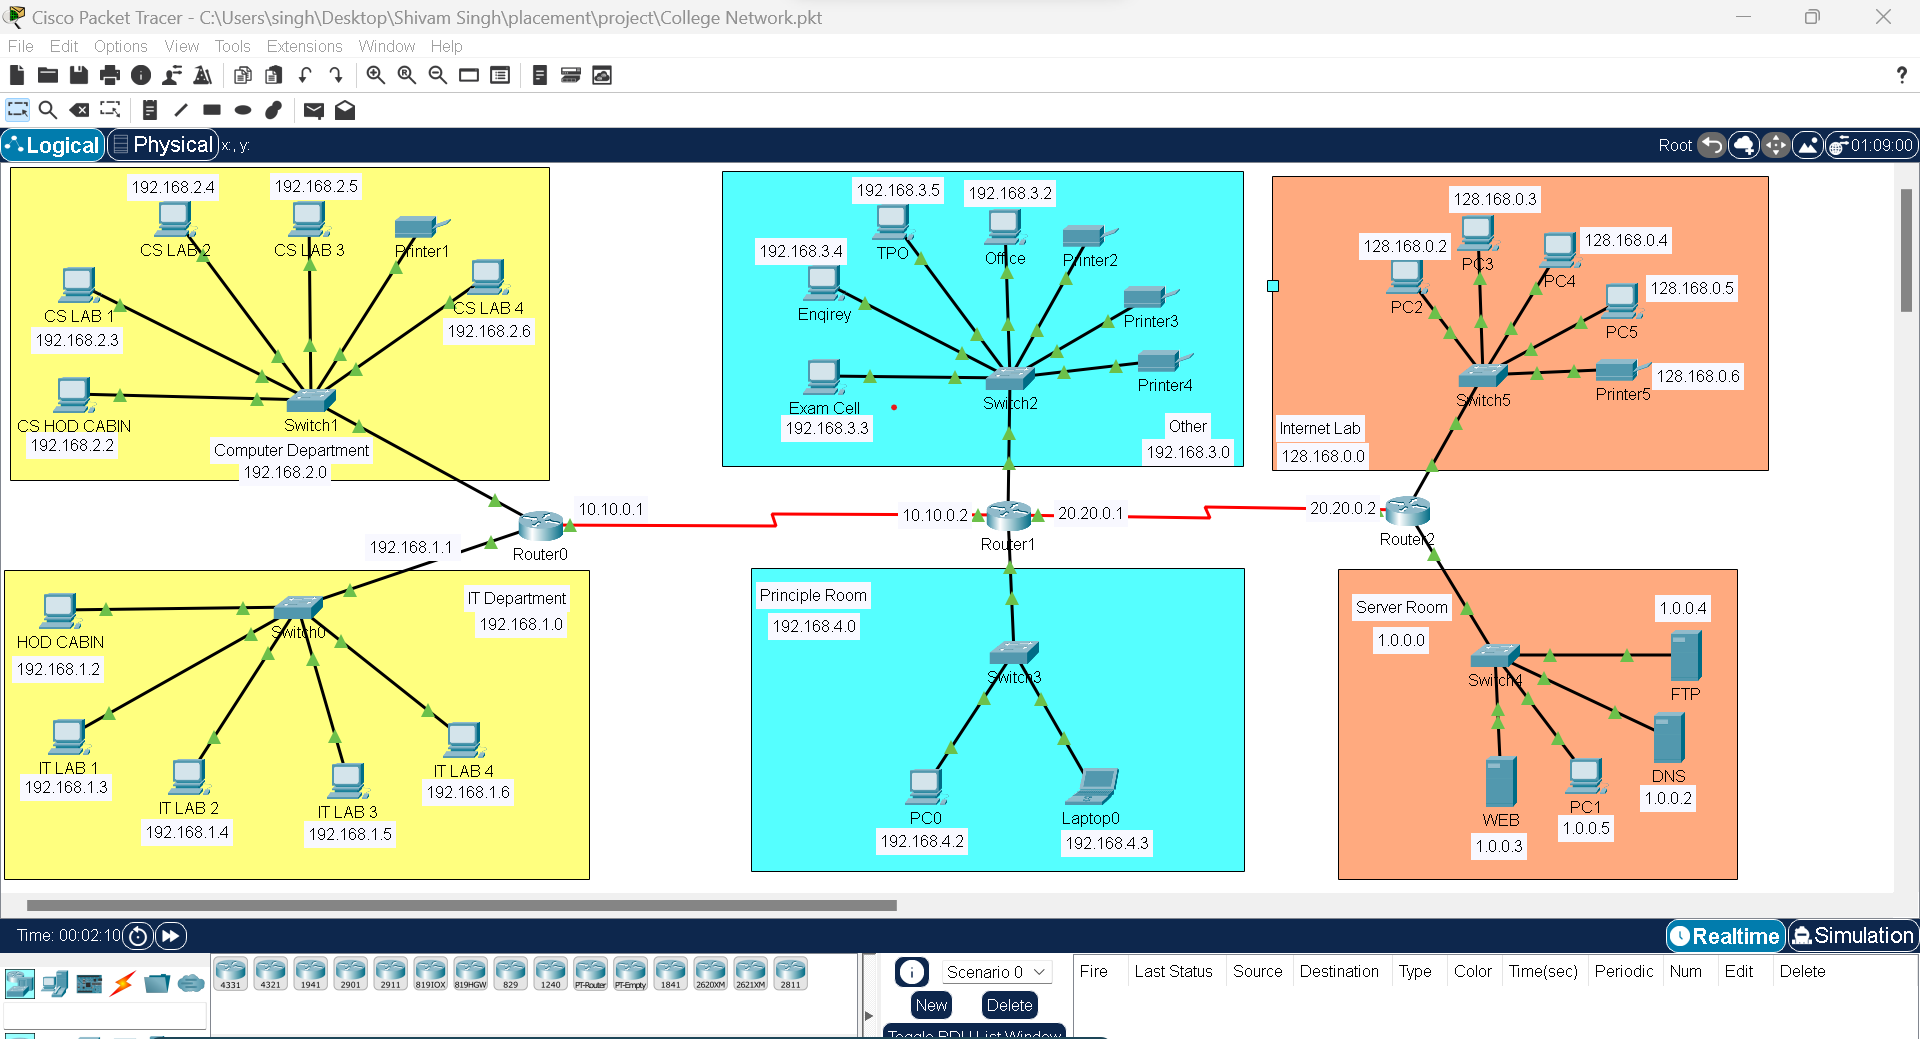 Cisco Packet Tracer - C:\Users\singh\Desktop\Shivam Singh\placement\project\College Network.pkt
File Edit Options View Tools Extensions Window Help
?
Logical Physical x:, y: Root 01:09:00
192.168.2.4
192.168.2.5
CS LAB 2
CS LAB 3
Printer1
CS LAB 1
192.168.2.3
CS LAB 4
192.168.2.6
CS HOD CABIN
192.168.2.2
Switch1
Computer Department
192.168.2.0
192.168.3.5
192.168.3.2
192.168.3.4
TPO
Office
Printer2
Enqirey
Printer3
Printer4
Exam Cell
192.168.3.3
Switch2
Other
192.168.3.0
128.168.0.3
128.168.0.2
128.168.0.4
PC3
PC4
128.168.0.5
PC2
PC5
128.168.0.6
Printer5
Switch5
Internet Lab
128.168.0.0
10.10.0.1
10.10.0.2
20.20.0.1
20.20.0.2
192.168.1.1
Router0
Router1
Router2
IT Department
192.168.1.0
Switch0
HOD CABIN
192.168.1.2
IT LAB 1
192.168.1.3
IT LAB 2
192.168.1.4
IT LAB 3
192.168.1.5
IT LAB 4
192.168.1.6
Principle Room
192.168.4.0
Switch3
PC0
192.168.4.2
Laptop0
192.168.4.3
Server Room
1.0.0.0
1.0.0.4
Switch4
FTP
DNS
1.0.0.2
WEB
1.0.0.3
PC1
1.0.0.5
Time: 00:02:10 Realtime Simulation
4331 4321 1941 2901 2911 819IOX 819HGW 829 1240 PT-Router PT-Empty 1841 2620XM 2621XM 2811
Scenario 0
New Delete
Toggle PDU List Window
Fire Last Status Source Destination Type Color Time(sec) Periodic Num Edit Delete